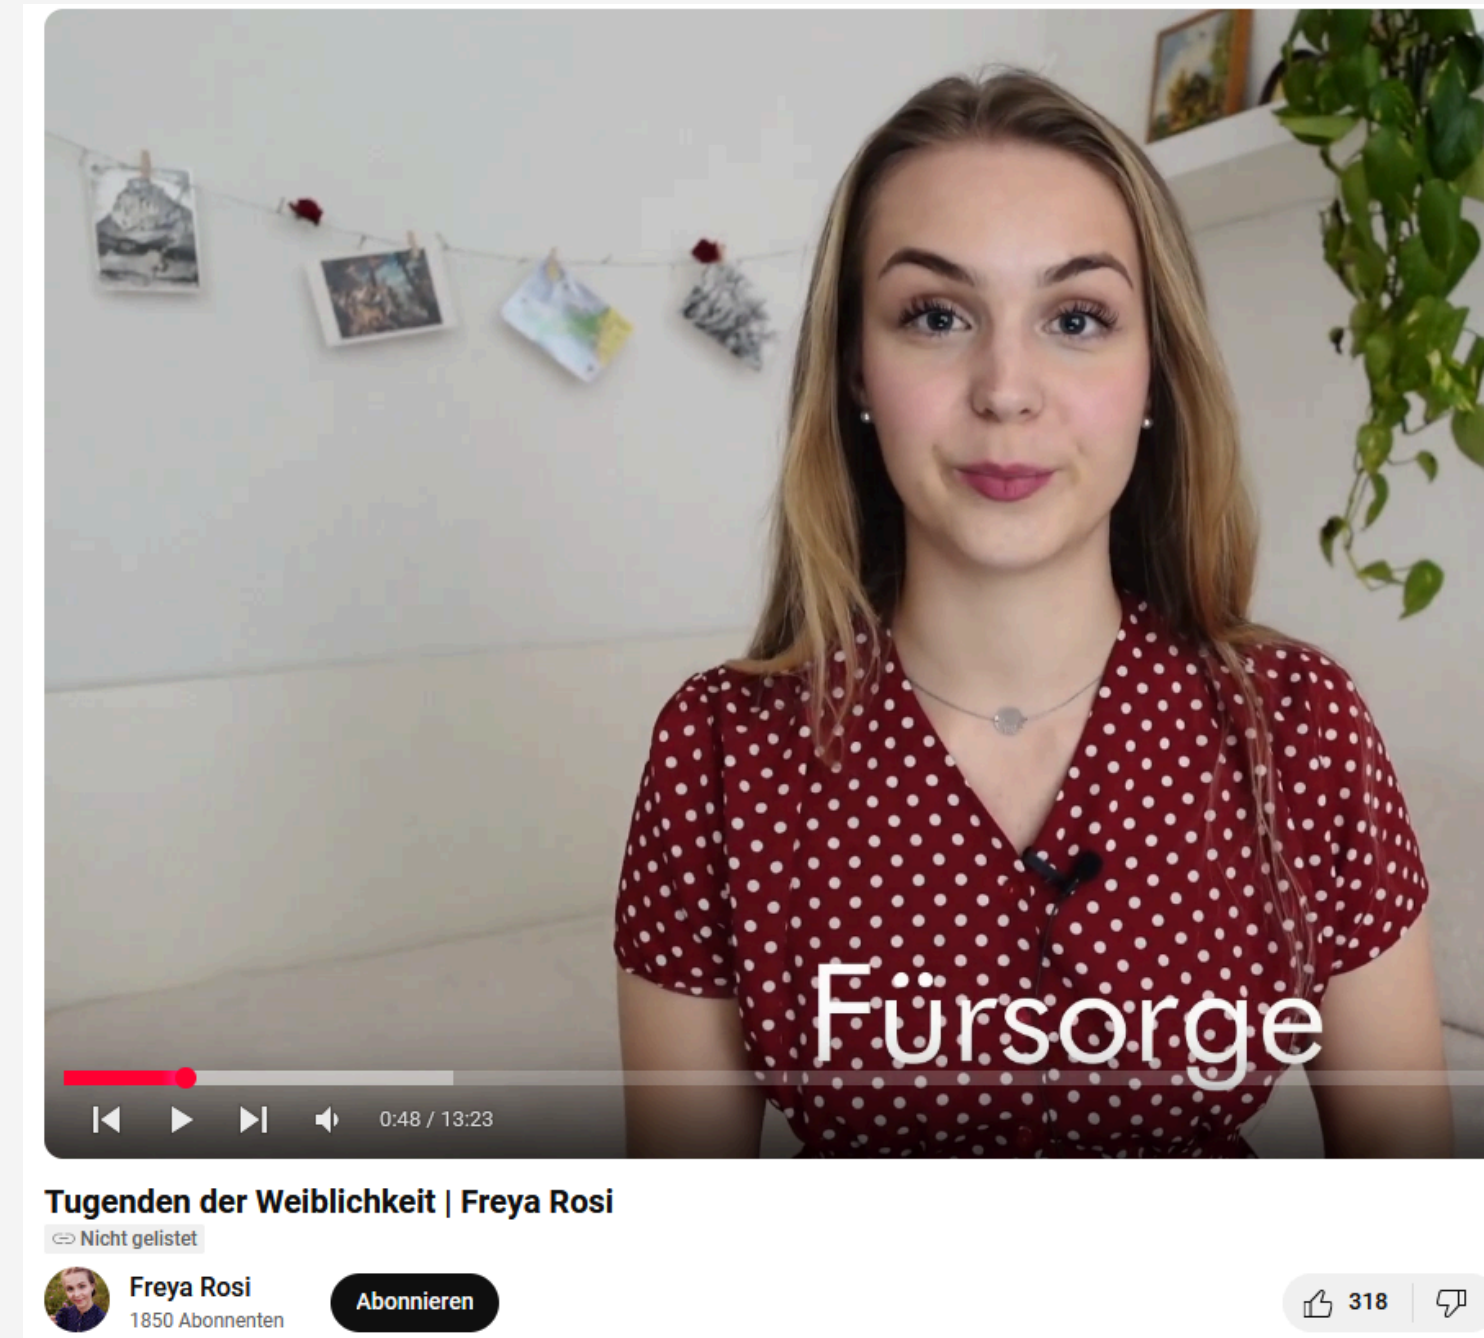 Fürsorge
0:48 / 13:23
Tugenden der Weiblichkeit | Freya Rosi
Nicht gelistet
Freya Rosi
1850 Abonnenten
Abonnieren
318